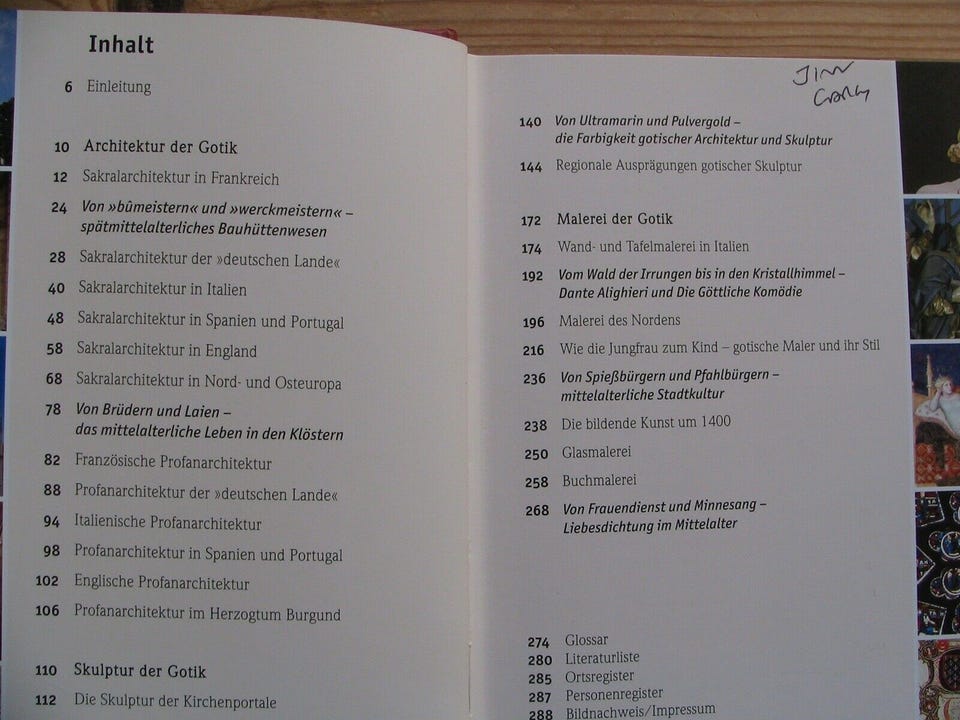 Inhalt
6 Einleitung
10 Architektur der Gotik
12 Sakralarchitektur in Frankreich
24 Von »bûmeistern« und »werckmeistern« –
spätmittelalterliches Bauhüttenwesen
28 Sakralarchitektur der »deutschen Lande«
40 Sakralarchitektur in Italien
48 Sakralarchitektur in Spanien und Portugal
58 Sakralarchitektur in England
68 Sakralarchitektur in Nord- und Osteuropa
78 Von Brüdern und Laien –
das mittelalterliche Leben in den Klöstern
82 Französische Profanarchitektur
88 Profanarchitektur der »deutschen Lande«
94 Italienische Profanarchitektur
98 Profanarchitektur in Spanien und Portugal
102 Englische Profanarchitektur
106 Profanarchitektur im Herzogtum Burgund
110 Skulptur der Gotik
112 Die Skulptur der Kirchenportale
140 Von Ultramarin und Pulvergold –
die Farbigkeit gotischer Architektur und Skulptur
144 Regionale Ausprägungen gotischer Skulptur
172 Malerei der Gotik
174 Wand- und Tafelmalerei in Italien
192 Vom Wald der Irrungen bis in den Kristallhimmel –
Dante Alighieri und Die Göttliche Komödie
196 Malerei des Nordens
216 Wie die Jungfrau zum Kind – gotische Maler und ihr Stil
236 Von Spießbürgern und Pfahlbürgern –
mittelalterliche Stadtkultur
238 Die bildende Kunst um 1400
250 Glasmalerei
258 Buchmalerei
268 Von Frauendienst und Minnesang –
Liebesdichtung im Mittelalter
274 Glossar
280 Literaturliste
285 Ortsregister
287 Personenregister
288 Bildnachweis/Impressum